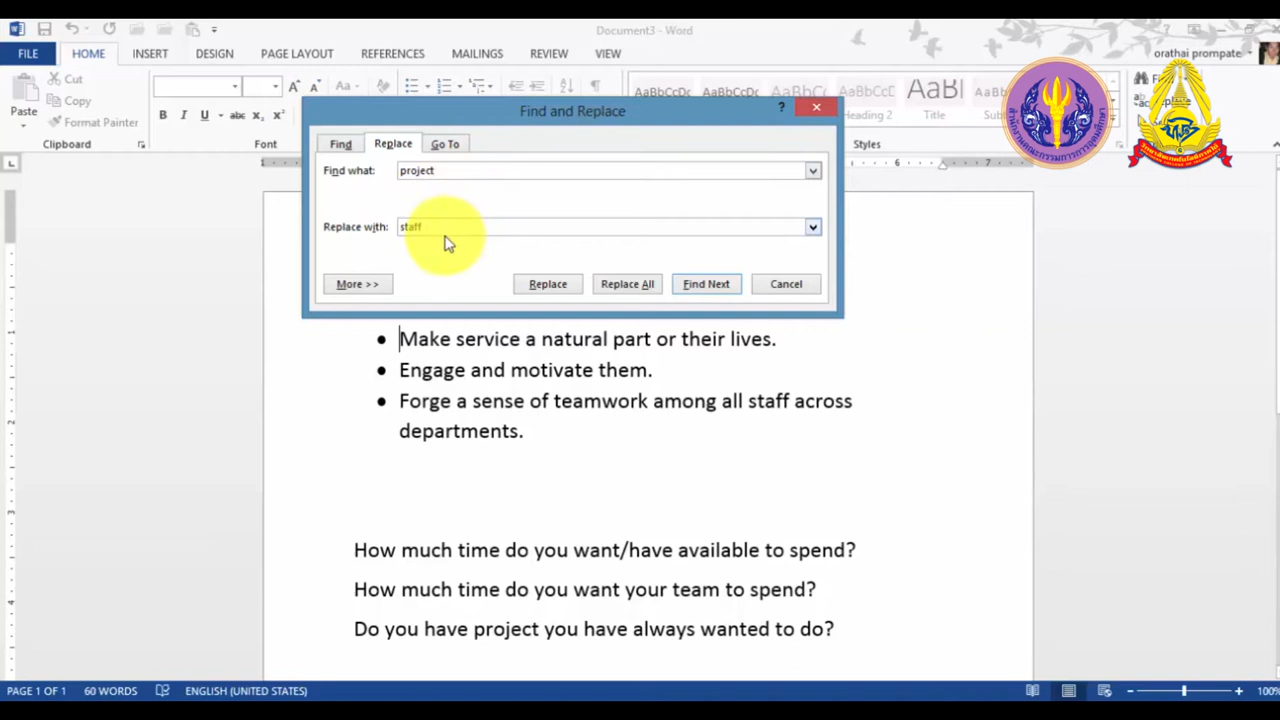 Document3 - Word
FILE
HOME
INSERT
DESIGN
PAGE LAYOUT
REFERENCES
MAILINGS
REVIEW
VIEW
orathai prompate
Cut
Copy
Format Painter
Paste
Clipboard
Font
AaBbCcDc
Heading 2
Title
Styles
Find and Replace
Find
Replace
Go To
Find what:
project
Replace with:
staff
More >>
Replace
Replace All
Find Next
Cancel
Make service a natural part or their lives.
Engage and motivate them.
Forge a sense of teamwork among all staff across
departments.
How much time do you want/have available to spend?
How much time do you want your team to spend?
Do you have project you have always wanted to do?
PAGE 1 OF 1
60 WORDS
ENGLISH (UNITED STATES)
100%